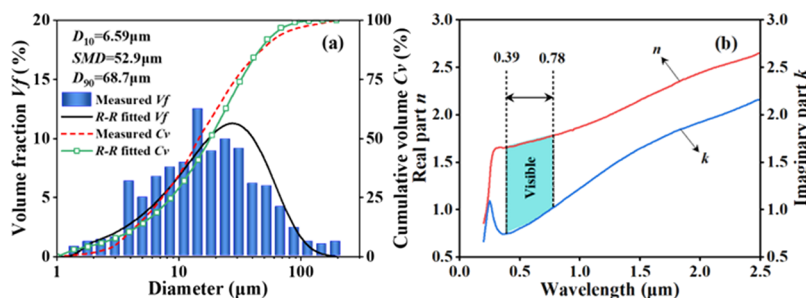 (a)
D10=6.59μm
SMD=52.9μm
D90=68.7μm
Measured Vf
R-R fitted Vf
Measured Cv
R-R fitted Cv
Volume fraction Vf (%)
20
15
10
5
0
Cumulative volume Cv (%)
100
75
50
25
0
1
10
100
Diameter (μm)
(b)
0.39
0.78
n
k
Visible
Real part n
2.5
3.0
2.5
2.0
1.5
1.0
0.5
Imaginary part k
3.0
2.5
2.0
1.5
1.0
0.5
0.0
0.0
0.5
1.0
1.5
2.0
2.5
Wavelength (μm)